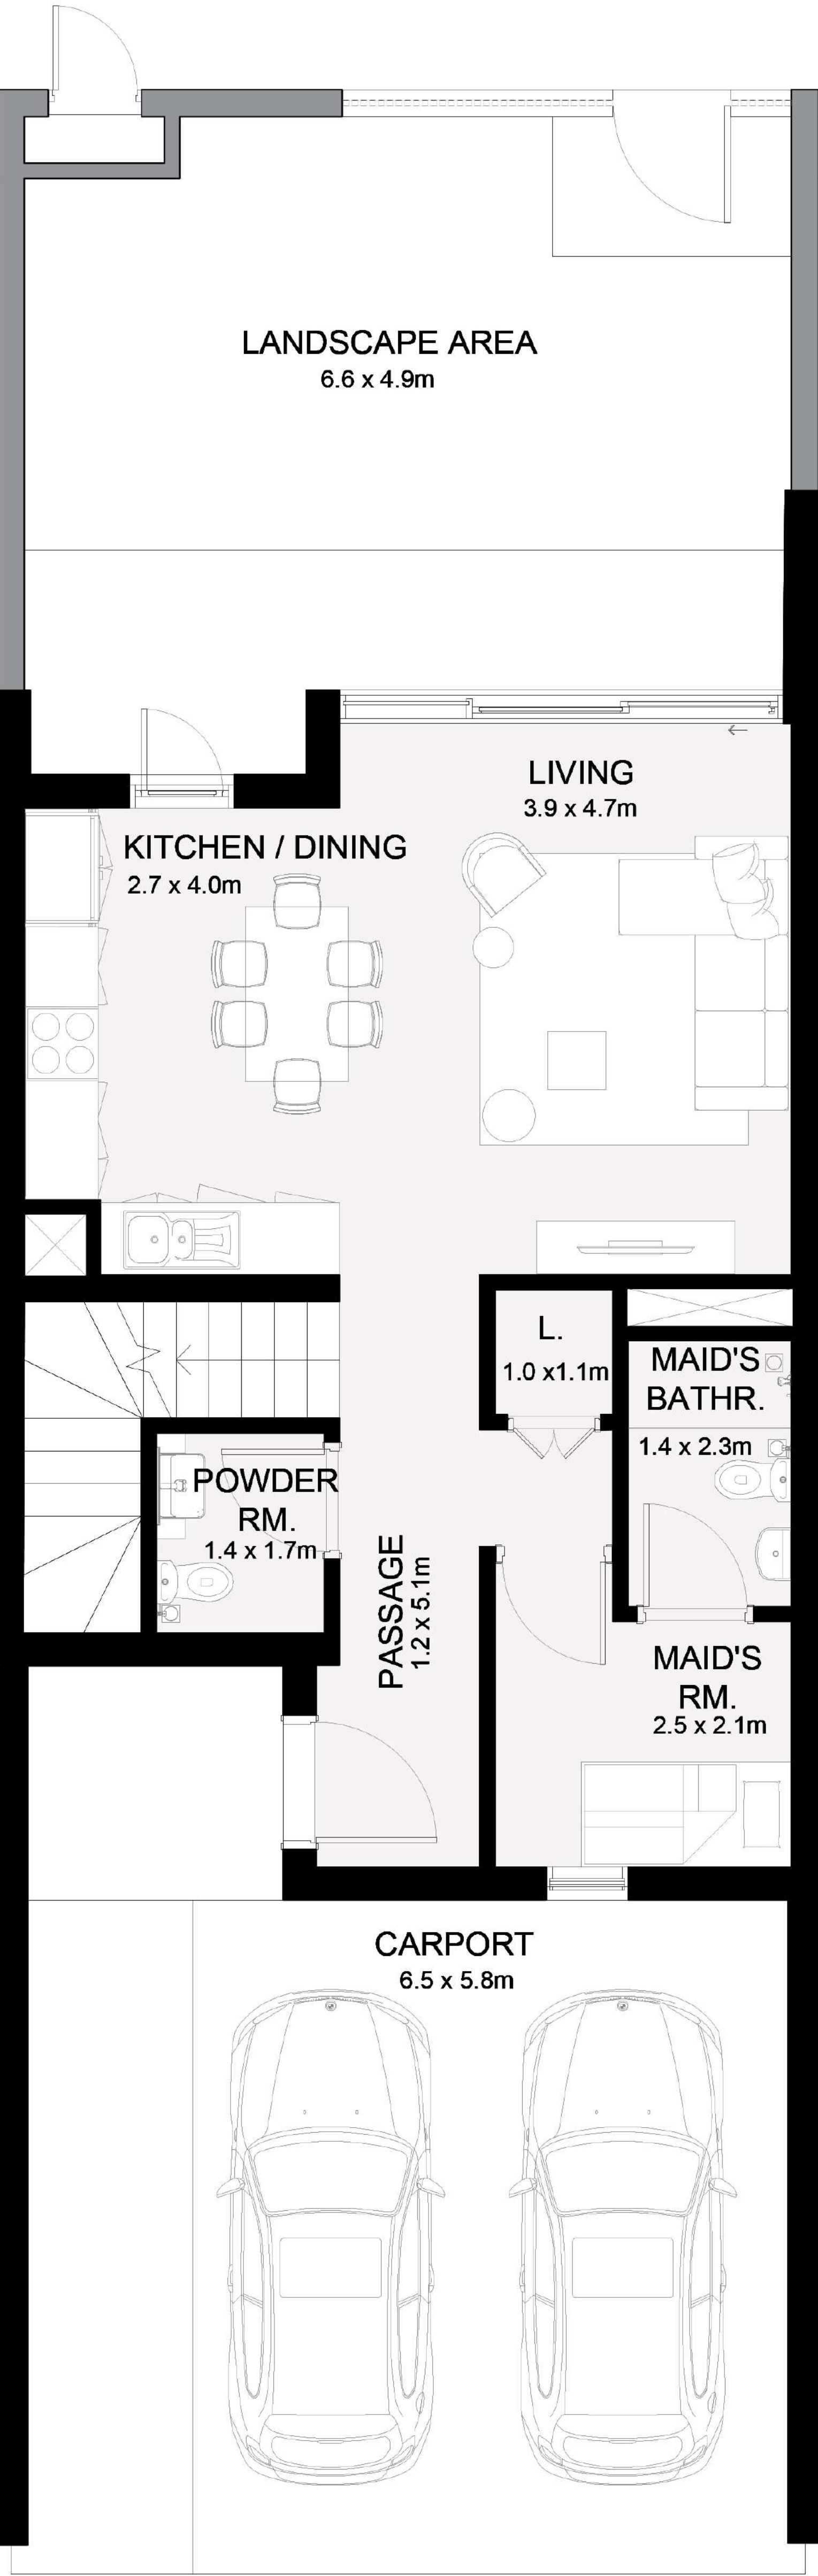 LANDSCAPE AREA
6.6 x 4.9m
LIVING
3.9 x 4.7m
KITCHEN / DINING
2.7 x 4.0m
L.
1.0 x1.1m
MAID'S
BATHR.
1.4 x 2.3m
POWDER
RM.
1.4 x 1.7m
PASSAGE
1.2 x 5.1m
MAID'S
RM.
2.5 x 2.1m
CARPORT
6.5 x 5.8m